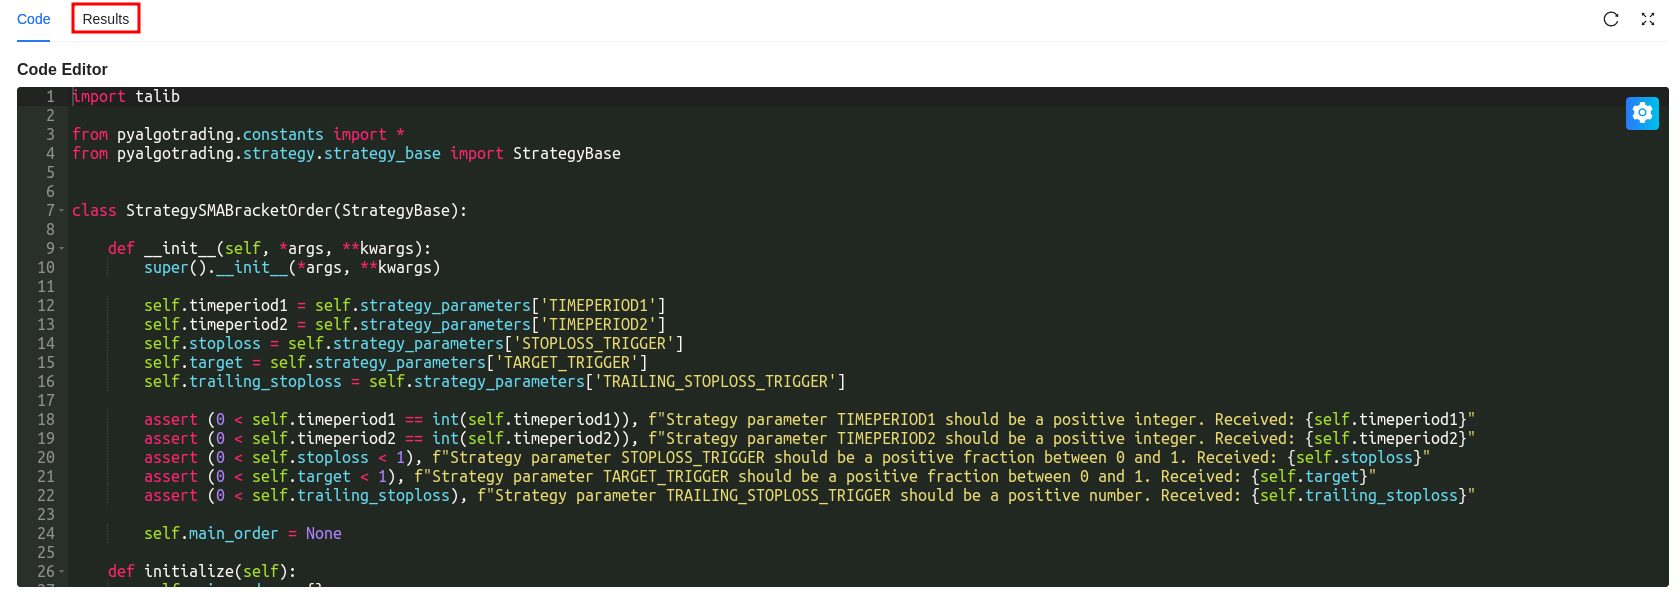 Code Results
Code Editor
1 import talib
2
3 from pyalgotrading.constants import *
4 from pyalgotrading.strategy.strategy_base import StrategyBase
5
6
7 class StrategySMABracketOrder(StrategyBase):
8
9     def __init__(self, *args, **kwargs):
10         super().__init__(*args, **kwargs)
11
12         self.timeperiod1 = self.strategy_parameters['TIMEPERIOD1']
13         self.timeperiod2 = self.strategy_parameters['TIMEPERIOD2']
14         self.stoploss = self.strategy_parameters['STOPLOSS_TRIGGER']
15         self.target = self.strategy_parameters['TARGET_TRIGGER']
16         self.trailing_stoploss = self.strategy_parameters['TRAILING_STOPLOSS_TRIGGER']
17
18         assert (0 < self.timeperiod1 == int(self.timeperiod1)), f"Strategy parameter TIMEPERIOD1 should be a positive integer. Received: {self.timeperiod1}"
19         assert (0 < self.timeperiod2 == int(self.timeperiod2)), f"Strategy parameter TIMEPERIOD2 should be a positive integer. Received: {self.timeperiod2}"
20         assert (0 < self.stoploss < 1), f"Strategy parameter STOPLOSS_TRIGGER should be a positive fraction between 0 and 1. Received: {self.stoploss}"
21         assert (0 < self.target < 1), f"Strategy parameter TARGET_TRIGGER should be a positive fraction between 0 and 1. Received: {self.target}"
22         assert (0 < self.trailing_stoploss), f"Strategy parameter TRAILING_STOPLOSS_TRIGGER should be a positive number. Received: {self.trailing_stoploss}"
23
24         self.main_order = None
25
26     def initialize(self):